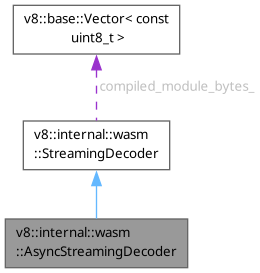 v8::base::Vector< const
uint8_t >
compiled_module_bytes_
v8::internal::wasm
::StreamingDecoder
v8::internal::wasm
::AsyncStreamingDecoder